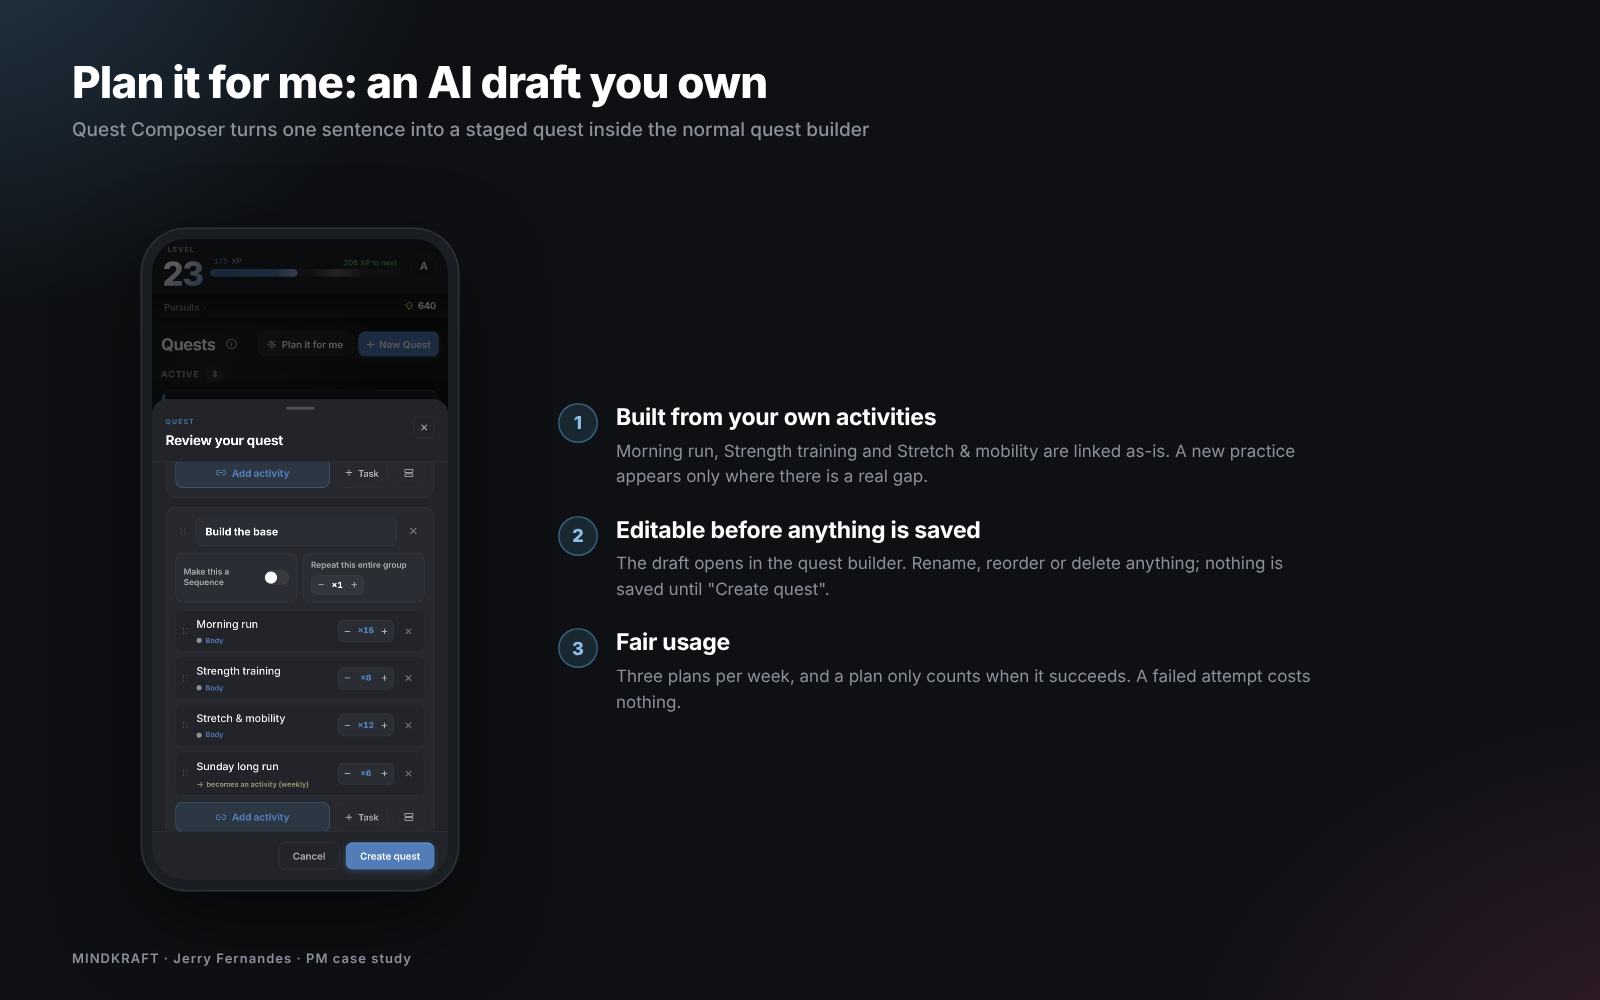 Plan it for me: an AI draft you own
Quest Composer turns one sentence into a staged quest inside the normal quest builder
LEVEL
23
175 XP
208 XP to next
A
Pursuits ›
640
Quests
Plan it for me
+ New Quest
ACTIVE 3
QUEST
Review your quest
×
Add activity
+ Task
Build the base
×
Make this a
Sequence
Repeat this entire group
− ×1 +
Morning run
Body
− ×18 + ×
Strength training
Body
− ×8 + ×
Stretch & mobility
Body
− ×12 + ×
Sunday long run
→ becomes an activity (weekly)
− ×6 + ×
Add activity
+ Task
Cancel
Create quest
1
Built from your own activities
Morning run, Strength training and Stretch & mobility are linked as-is. A new practice
appears only where there is a real gap.
2
Editable before anything is saved
The draft opens in the quest builder. Rename, reorder or delete anything; nothing is
saved until "Create quest".
3
Fair usage
Three plans per week, and a plan only counts when it succeeds. A failed attempt costs
nothing.
MINDKRAFT · Jerry Fernandes · PM case study